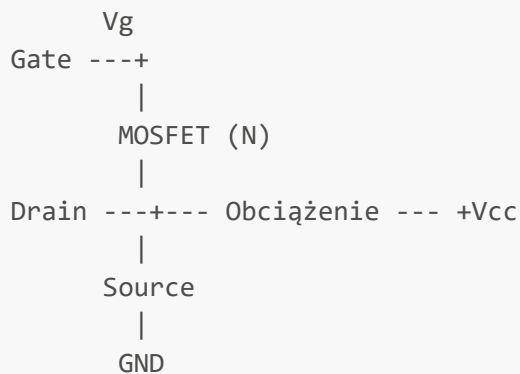 Vg
Gate ---+
|
MOSFET (N)
|
Drain ---+--- Obciążenie --- +Vcc
|
Source
|
GND